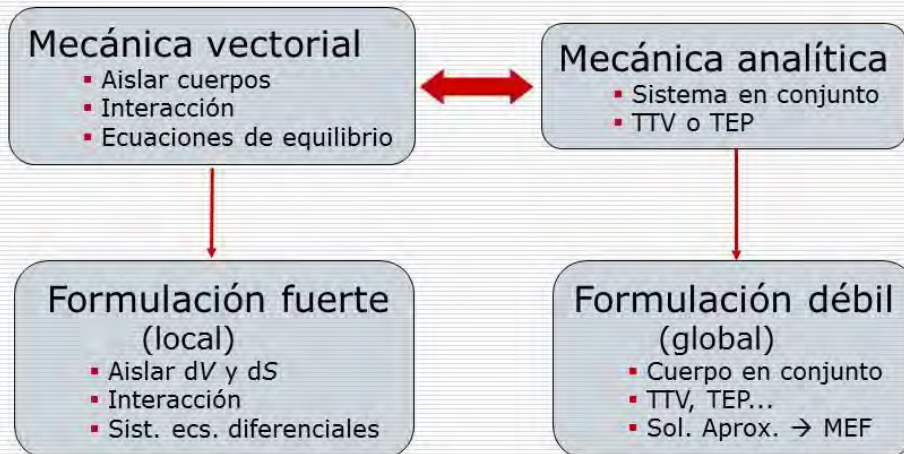 Mecánica vectorial
▪ Aislar cuerpos
▪ Interacción
▪ Ecuaciones de equilibrio
Mecánica analítica
▪ Sistema en conjunto
▪ TTV o TEP
Formulación fuerte
(local)
▪ Aislar dV y dS
▪ Interacción
▪ Sist. ecs. diferenciales
Formulación débil
(global)
▪ Cuerpo en conjunto
▪ TTV, TEP...
▪ Sol. Aprox. → MEF